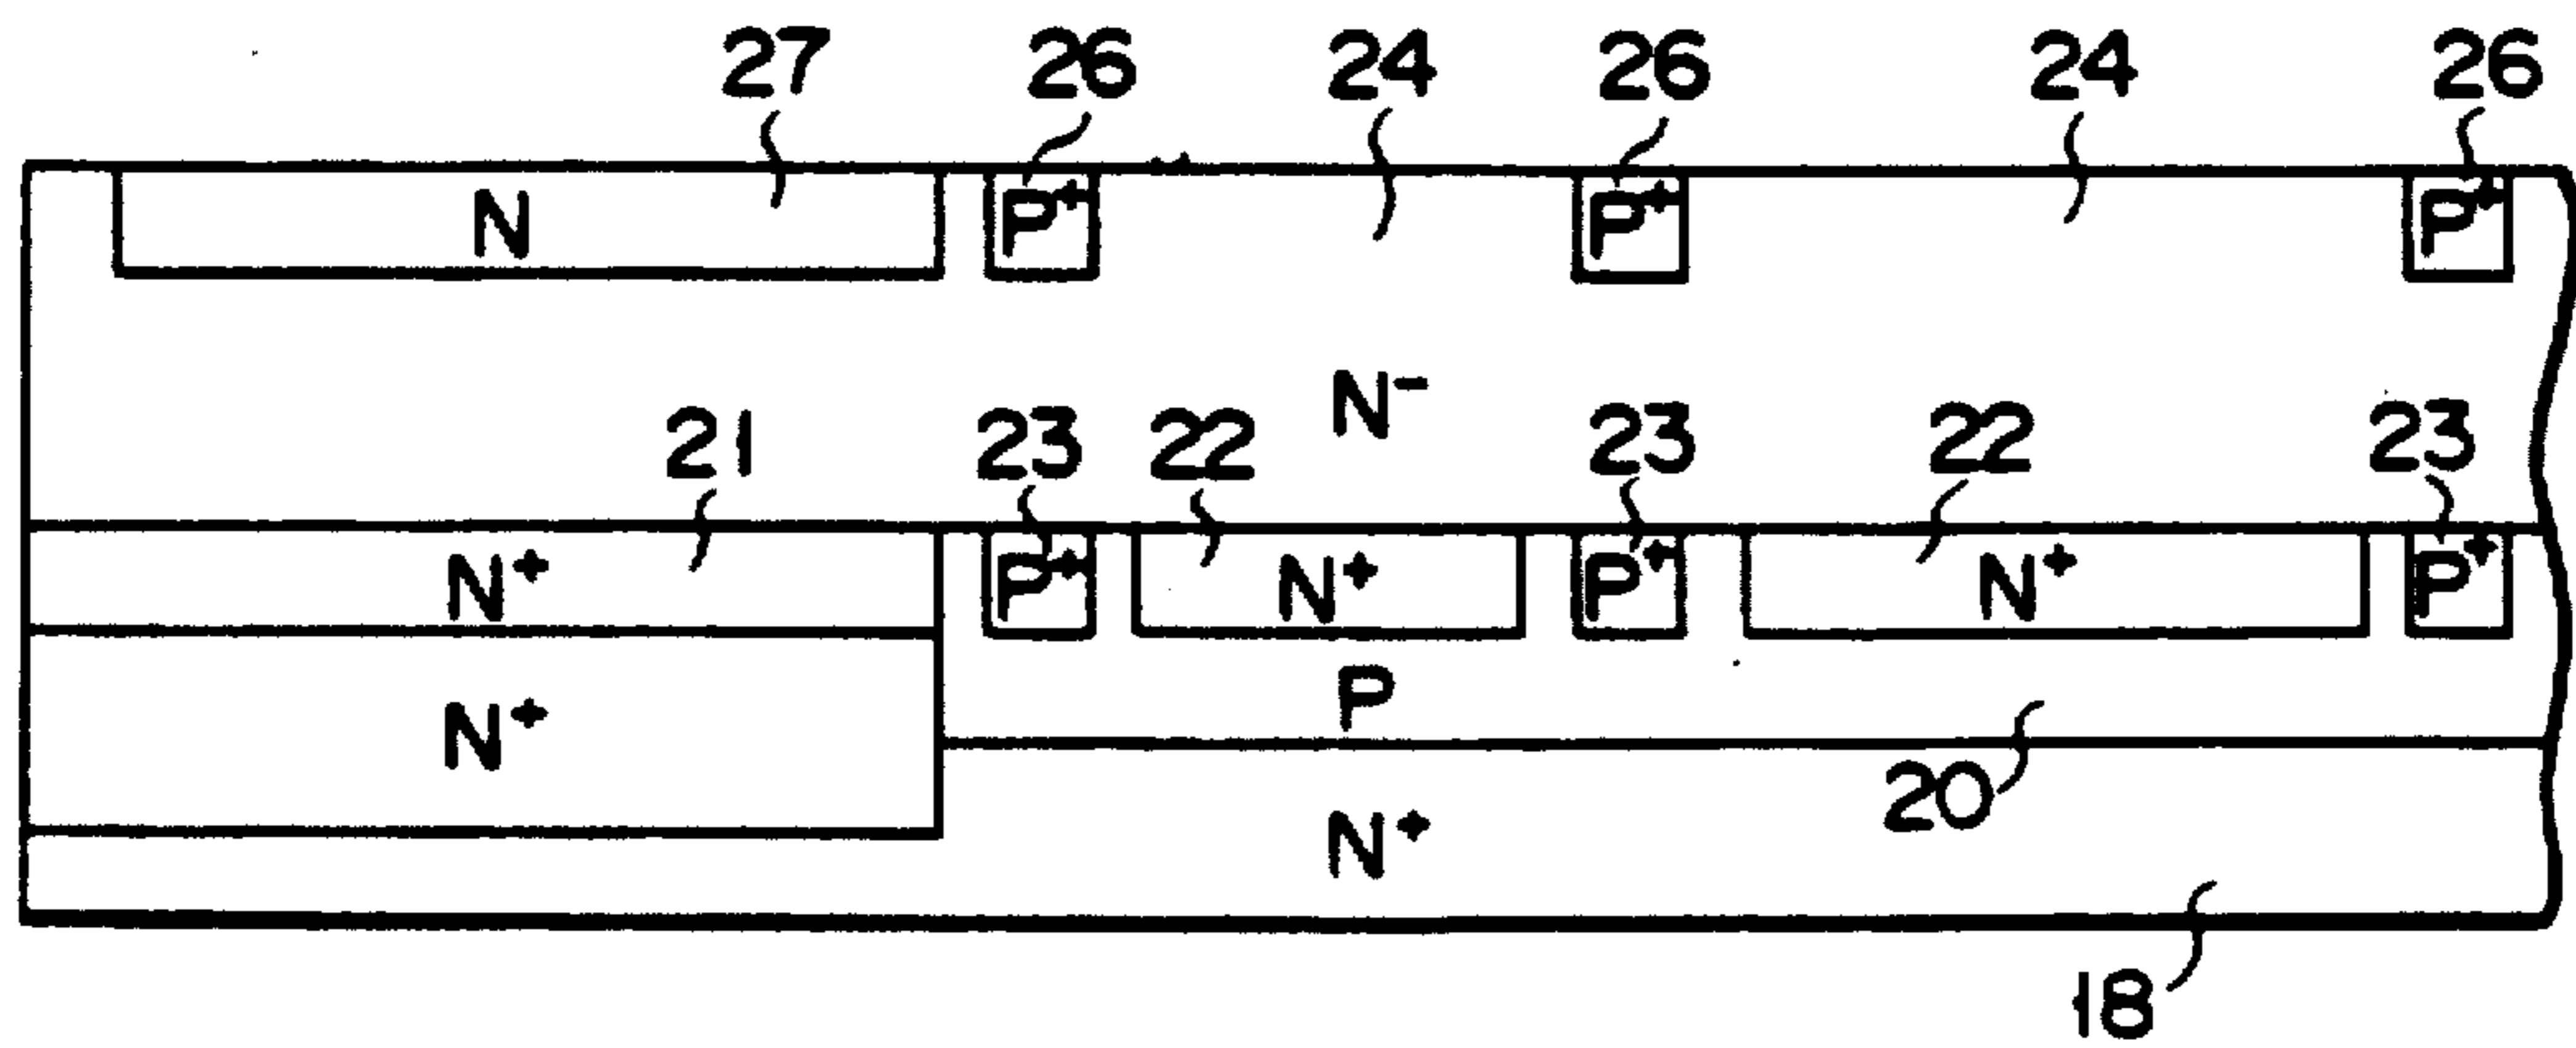 27 26 24 26 24 26
N P+ P+ P+
N-
21 23 22 23 22 23
N+ P+ N+ P+ N+ P+
P
N+
20
N+
18